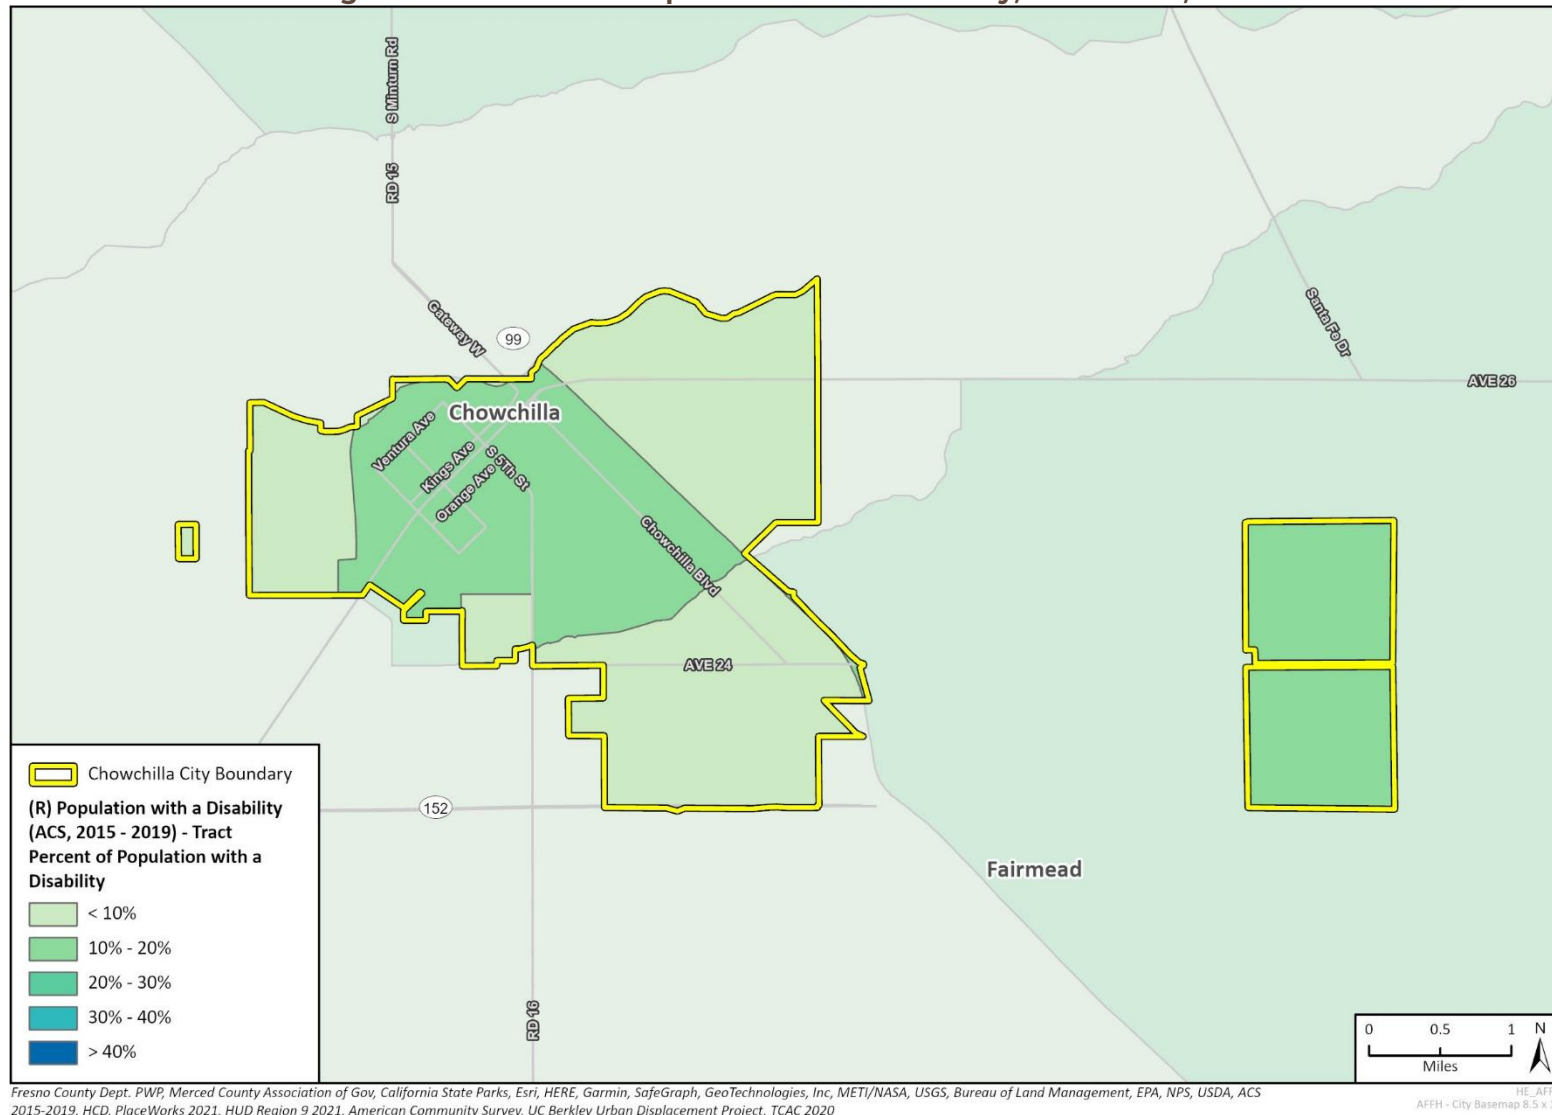 S Minturn Rd
RD 15
Gateway W
99
Santa Fe Dr
AVE 26
Chowchilla
Ventura Ave
Kings Ave
S 5Th St
Orange Ave
Chowchilla Blvd
AVE 24
152
Fairmead
RD 16
Chowchilla City Boundary
(R) Population with a Disability
(ACS, 2015 - 2019) - Tract
Percent of Population with a
Disability
< 10%
10% - 20%
20% - 30%
30% - 40%
> 40%
0 0.5 1 N
Miles
Fresno County Dept. PWP, Merced County Association of Gov, California State Parks, Esri, HERE, Garmin, SafeGraph, GeoTechnologies, Inc, METI/NASA, USGS, Bureau of Land Management, EPA, NPS, USDA, ACS
2015-2019, HCD, PlaceWorks 2021, HUD Region 9 2021, American Community Survey, UC Berkley Urban Displacement Project, TCAC 2020
AFFH - City Basemap 8.5 x